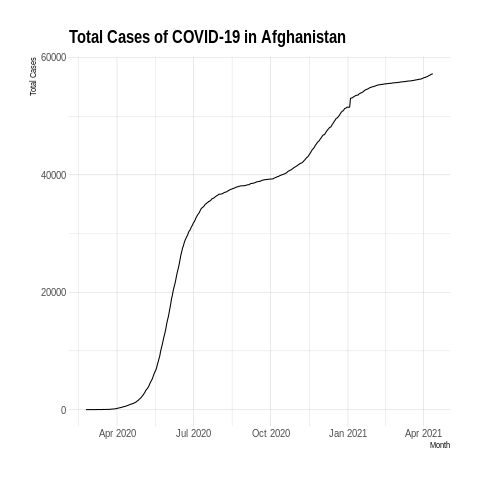 Total Cases of COVID-19 in Afghanistan
Total Cases
60000
40000
20000
0
Apr 2020 Jul 2020 Oct 2020 Jan 2021 Apr 2021
Month